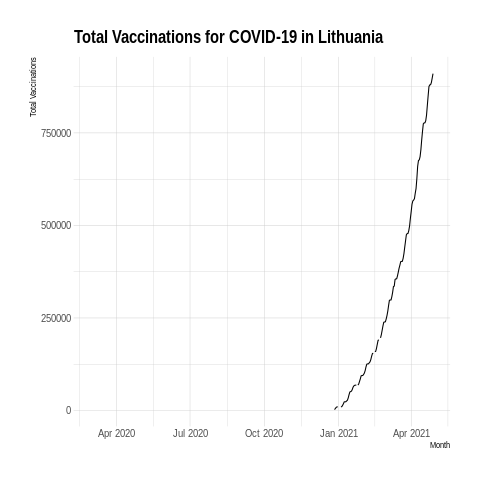 Total Vaccinations for COVID-19 in Lithuania
Total Vaccinations
750000
500000
250000
0
Apr 2020 Jul 2020 Oct 2020 Jan 2021 Apr 2021
Month